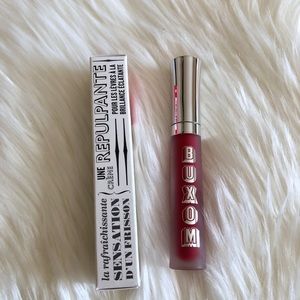 UNE
REPULPANTE
POUR LES LÈVRES À LA
BRILLANCE ÉCLATANTE
la rafraîchissante
CRÈME
SENSATION
D'UN FRISSON
BUXOM